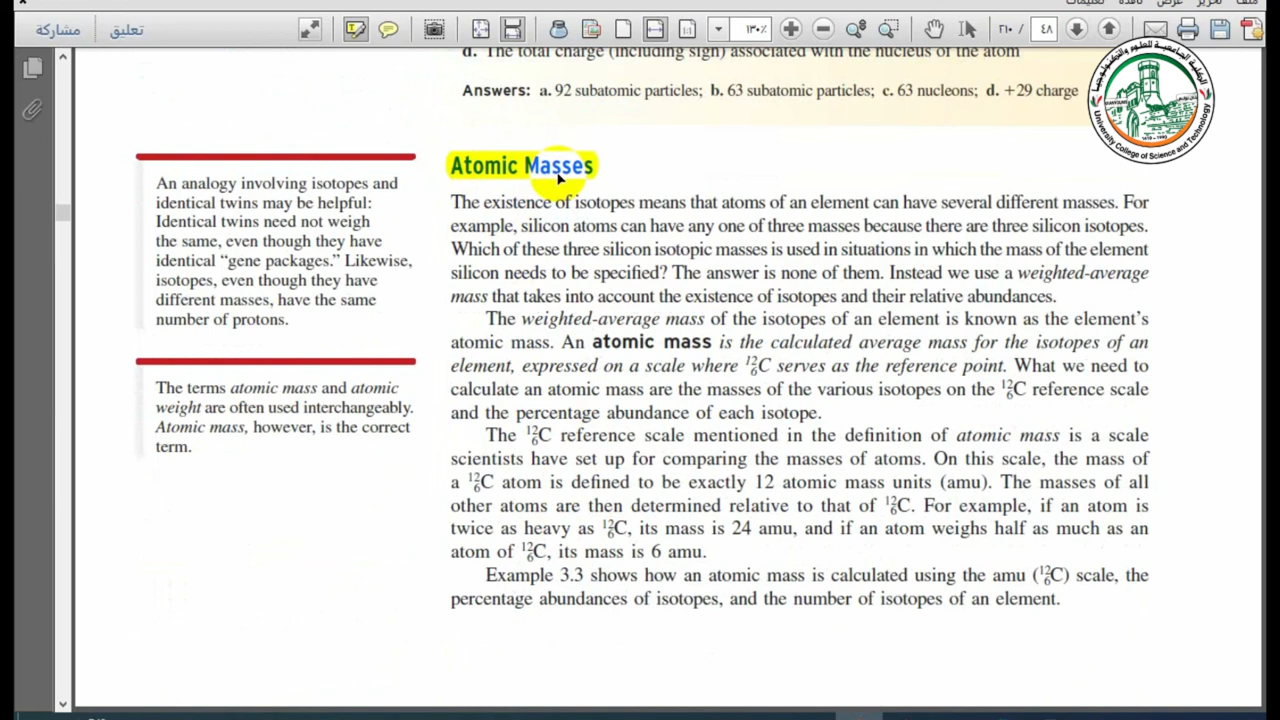 ملف تحرير عرض نافذة تعليمات
مشاركة
تعليق
١٣٠٪
٢١٠ /
٤٨
d. The total charge (including sign) associated with the nucleus of the atom
Answers: a. 92 subatomic particles; b. 63 subatomic particles; c. 63 nucleons; d. +29 charge
University College of Science and Technology
Atomic Masses
The existence of isotopes means that atoms of an element can have several different masses. For
example, silicon atoms can have any one of three masses because there are three silicon isotopes.
Which of these three silicon isotopic masses is used in situations in which the mass of the element
silicon needs to be specified? The answer is none of them. Instead we use a weighted-average
mass that takes into account the existence of isotopes and their relative abundances.
The weighted-average mass of the isotopes of an element is known as the element's
atomic mass. An atomic mass is the calculated average mass for the isotopes of an
element, expressed on a scale where ¹²₆C serves as the reference point. What we need to
calculate an atomic mass are the masses of the various isotopes on the ¹²₆C reference scale
and the percentage abundance of each isotope.
The ¹²₆C reference scale mentioned in the definition of atomic mass is a scale
scientists have set up for comparing the masses of atoms. On this scale, the mass of
a ¹²₆C atom is defined to be exactly 12 atomic mass units (amu). The masses of all
other atoms are then determined relative to that of ¹²₆C. For example, if an atom is
twice as heavy as ¹²₆C, its mass is 24 amu, and if an atom weighs half as much as an
atom of ¹²₆C, its mass is 6 amu.
Example 3.3 shows how an atomic mass is calculated using the amu (¹²₆C) scale, the
percentage abundances of isotopes, and the number of isotopes of an element.
An analogy involving isotopes and
identical twins may be helpful:
Identical twins need not weigh
the same, even though they have
identical “gene packages.” Likewise,
isotopes, even though they have
different masses, have the same
number of protons.
The terms atomic mass and atomic
weight are often used interchangeably.
Atomic mass, however, is the correct
term.